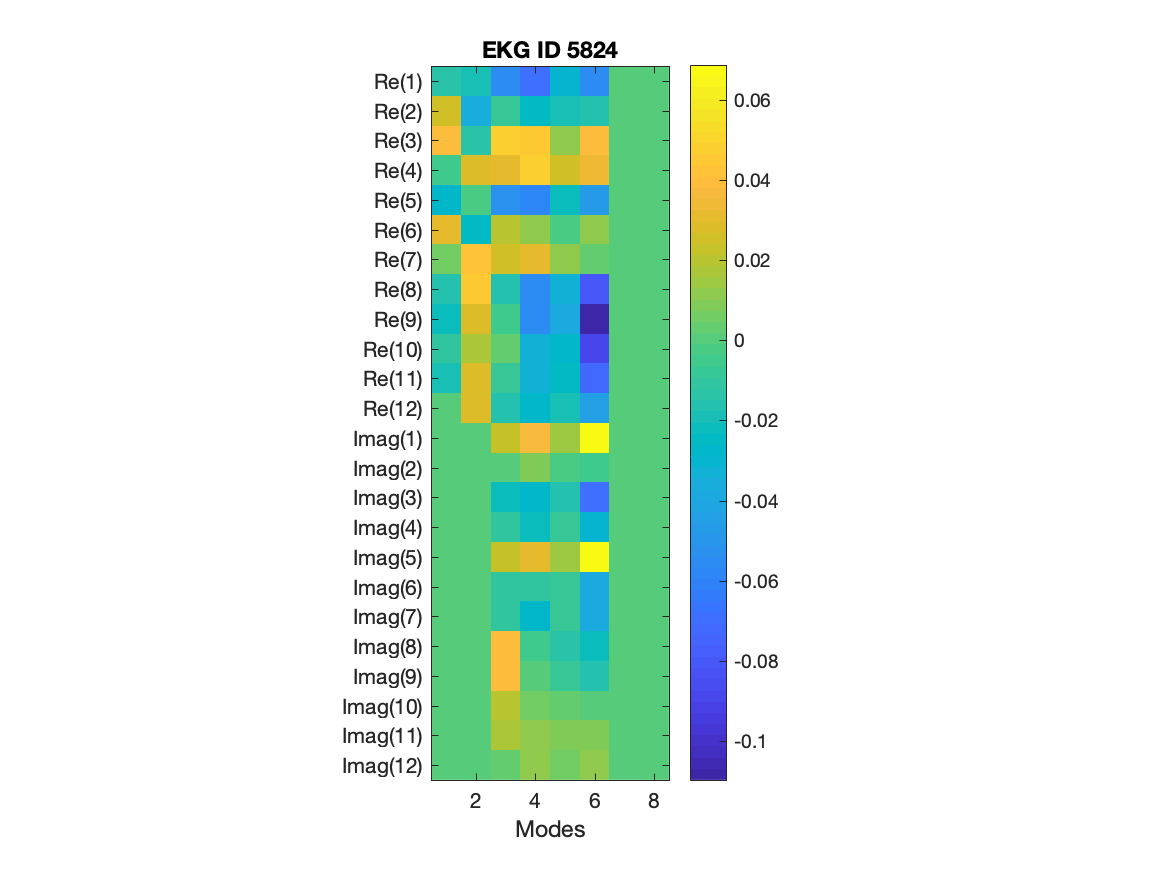 EKG ID 5824
Re(1)
Re(2)
Re(3)
Re(4)
Re(5)
Re(6)
Re(7)
Re(8)
Re(9)
Re(10)
Re(11)
Re(12)
Imag(1)
Imag(2)
Imag(3)
Imag(4)
Imag(5)
Imag(6)
Imag(7)
Imag(8)
Imag(9)
Imag(10)
Imag(11)
Imag(12)
2 4 6 8
Modes
0.06
0.04
0.02
0
-0.02
-0.04
-0.06
-0.08
-0.1